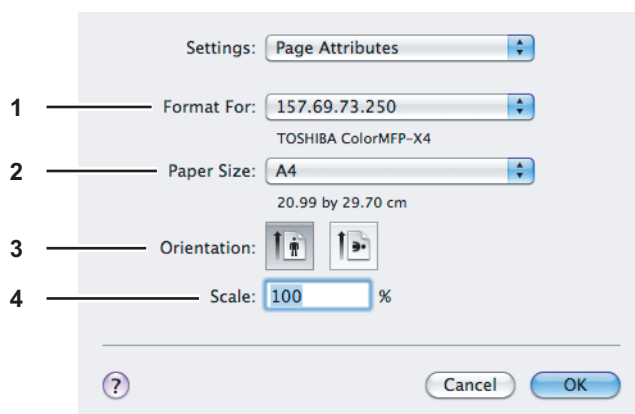 Settings: Page Attributes
1 Format For: 157.69.73.250
TOSHIBA ColorMFP-X4
2 Paper Size: A4
20.99 by 29.70 cm
3 Orientation:
4 Scale: 100 %
? Cancel OK